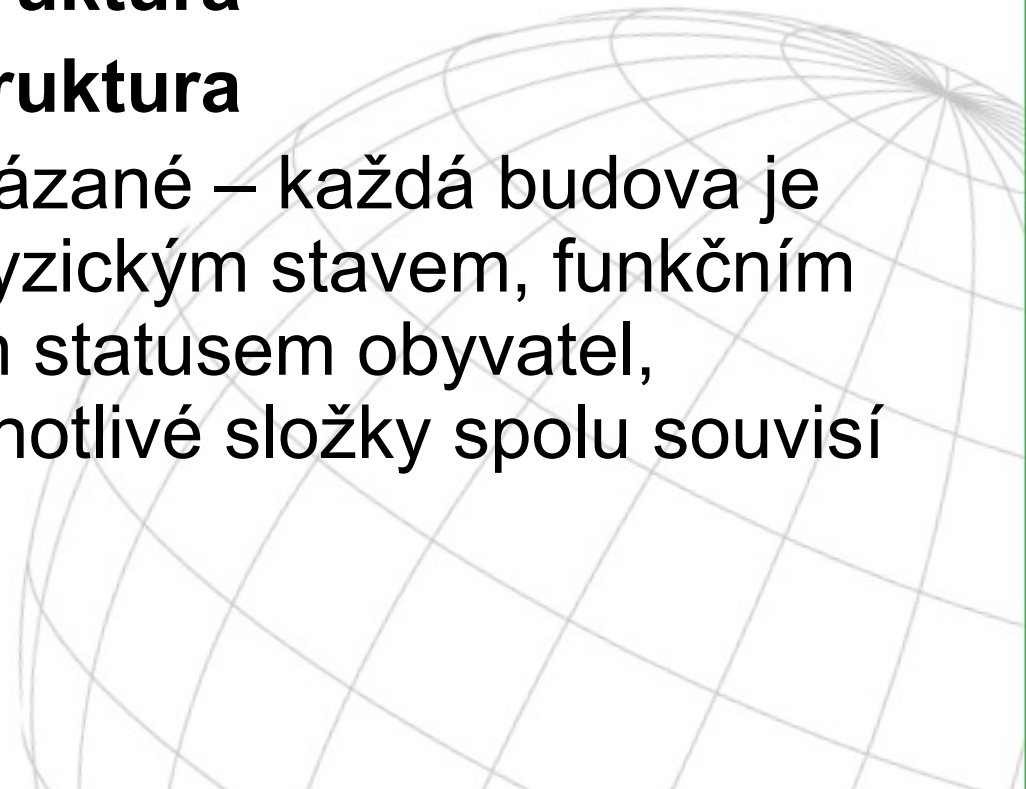 ruktura
ázané – každá budova je
yzickým stavem, funkčním
statusem obyvatel,
notlivé složky spolu souvisí